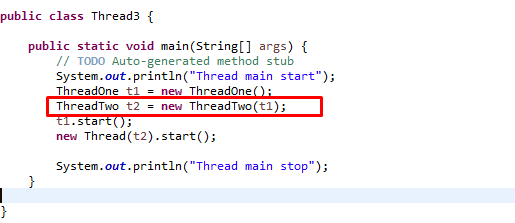 public class Thread3 {
public static void main(String[] args) {
// TODO Auto-generated method stub
System.out.println("Thread main start");
ThreadOne t1 = new ThreadOne();
ThreadTwo t2 = new ThreadTwo(t1);
t1.start();
new Thread(t2).start();
System.out.println("Thread main stop");
}
}